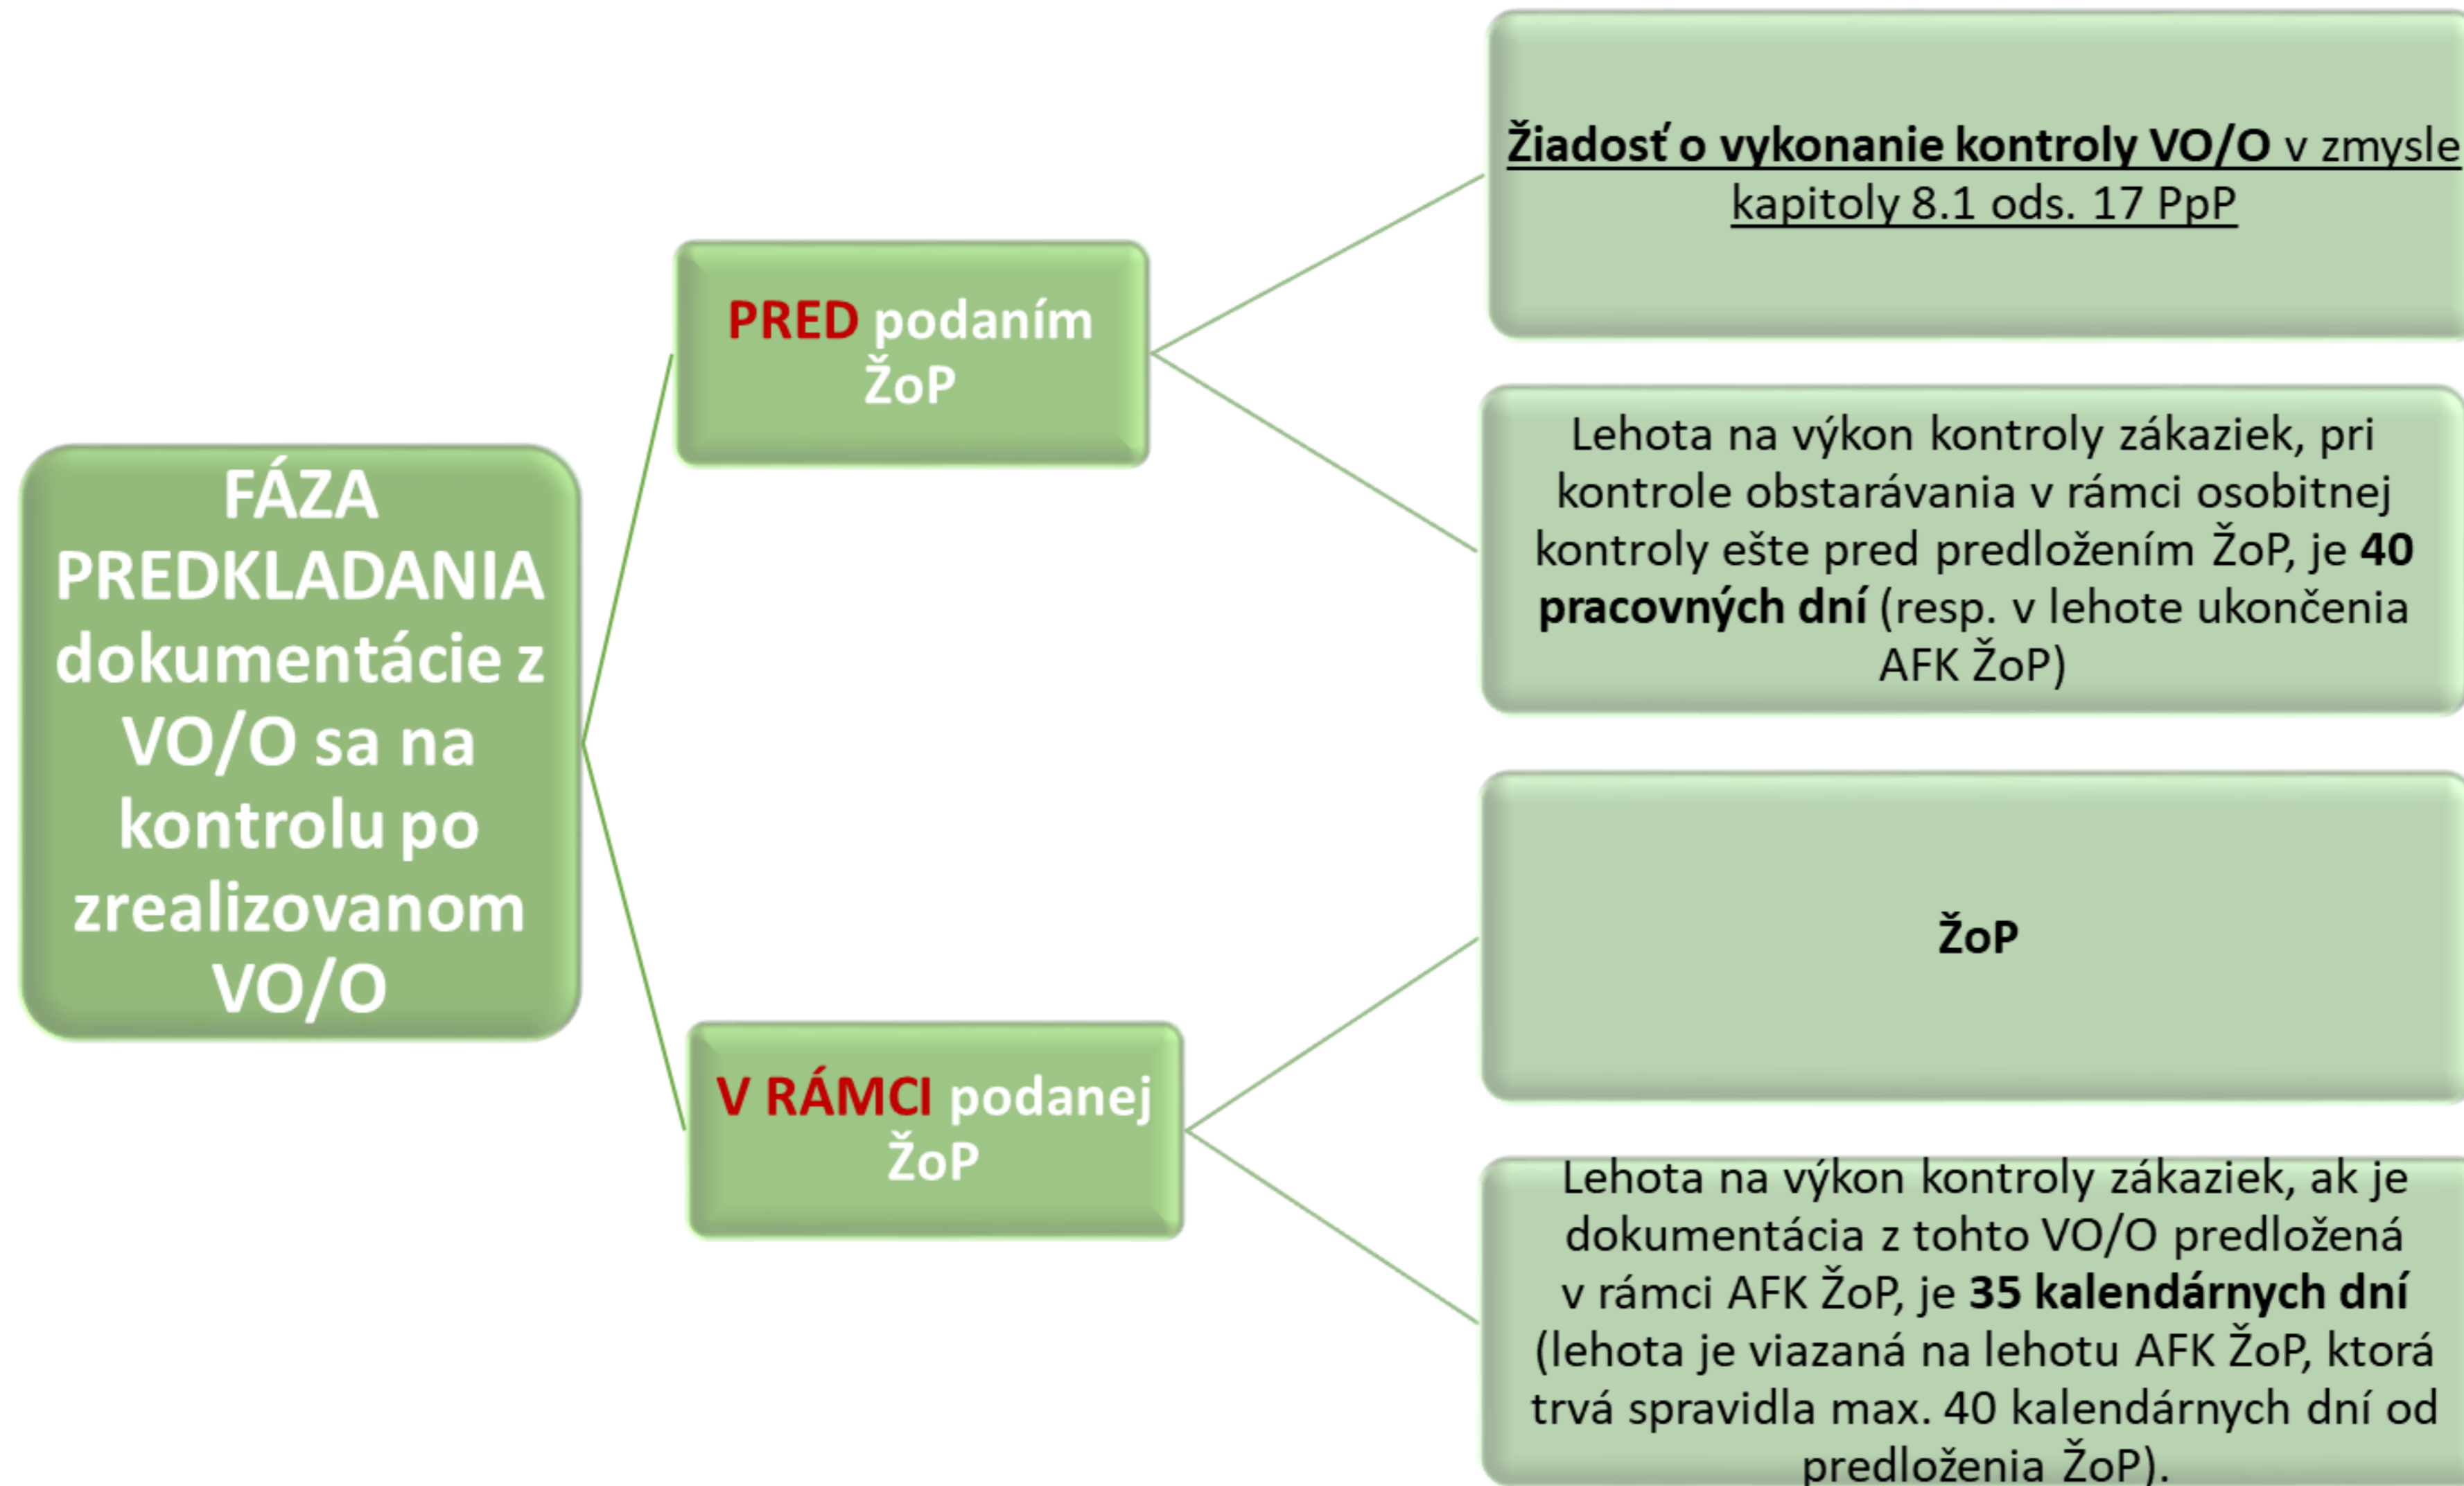 FÁZA
PREDKLADANIA
dokumentácie z
VO/O sa na
kontrolu po
zrealizovanom
VO/O
PRED podaním
ŽoP
Žiadosť o vykonanie kontroly VO/O v zmysle
kapitoly 8.1 ods. 17 PpP
Lehota na výkon kontroly zákaziek, pri
kontrole obstarávania v rámci osobitnej
kontroly ešte pred predložením ŽoP, je 40
pracovných dní (resp. v lehote ukončenia
AFK ŽoP)
V RÁMCI podanej
ŽoP
ŽoP
Lehota na výkon kontroly zákaziek, ak je
dokumentácia z tohto VO/O predložená
v rámci AFK ŽoP, je 35 kalendárnych dní
(lehota je viazaná na lehotu AFK ŽoP, ktorá
trvá spravidla max. 40 kalendárnych dní od
predloženia ŽoP).